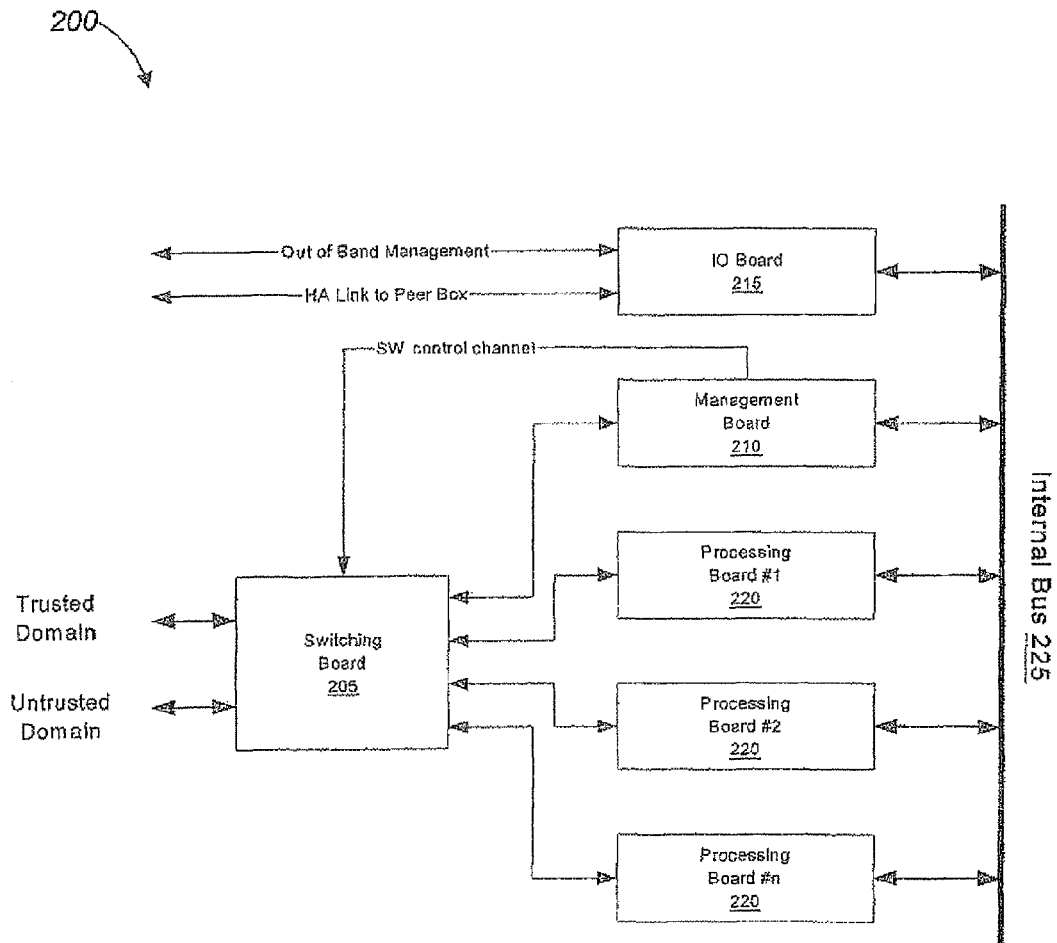 200
Out of Band Management
HA Link to Peer Box
IO Board
215
SW control channel
Management
Board
210
Processing
Board #1
220
Trusted
Domain
Switching
Board
205
Untrusted
Domain
Processing
Board #2
220
Processing
Board #n
220
Internal Bus 225